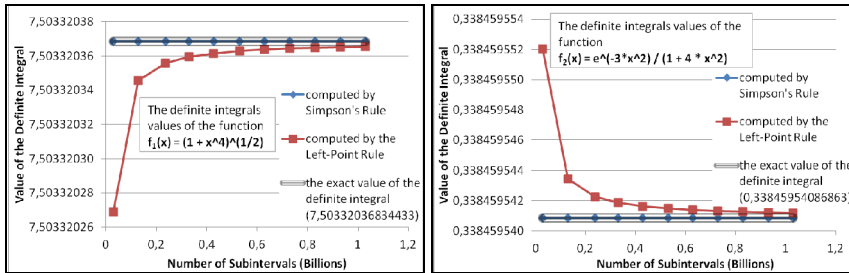 7,50332038
7,50332036
7,50332034
7,50332032
7,50332030
7,50332028
7,50332026
Value of the Definite Integral
0
0,2
0,4
0,6
0,8
1
1,2
Number of Subintervals (Billions)
The definite integrals
values of the function
f₁(x) = (1 + x^4)^(1/2)
computed by
Simpson's Rule
computed by the
Left-Point Rule
the exact value of the
definite integral
(7,50332036834433)
0,338459554
0,338459552
0,338459550
0,338459548
0,338459546
0,338459544
0,338459542
0,338459540
Value of the Definite Integral
0
0,2
0,4
0,6
0,8
1
1,2
Number of Subintervals (Billions)
The definite integrals values of the
function
f₂(x) = e^(-3*x^2) / (1 + 4 * x^2)
computed by
Simpson's Rule
computed by the
Left-Point Rule
the exact value of the
definite integral
(0,33845954086863)